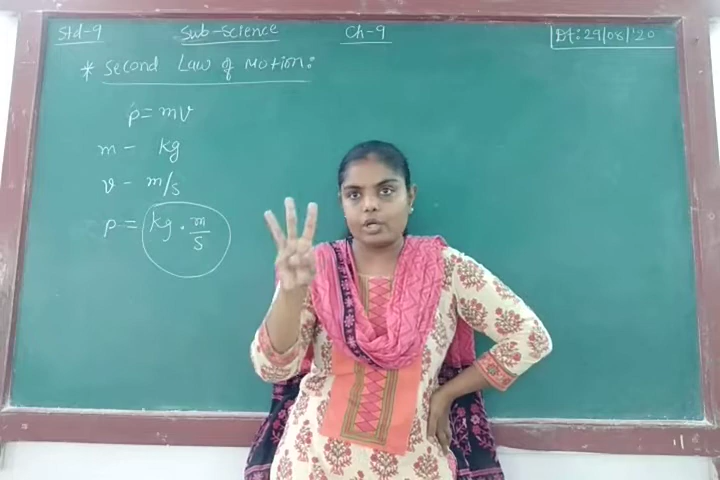 Std-9 Sub-Science Ch-9 Dt:29/08/'20
* Second Law of Motion:
p = mv
m - kg
v - m/s
p = kg . m/s